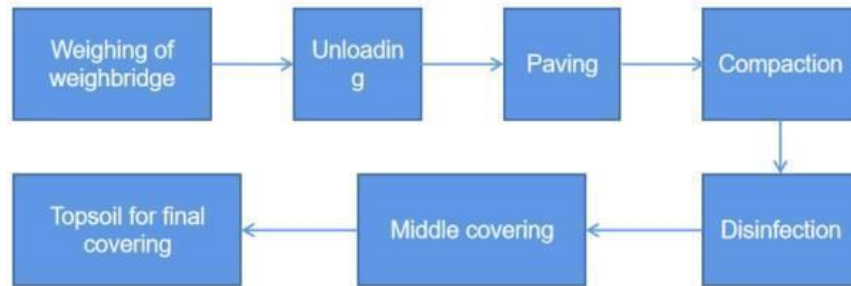 Weighing of
weighbridge
Unloadin
g
Paving
Compaction
Topsoil for final
covering
Middle covering
Disinfection